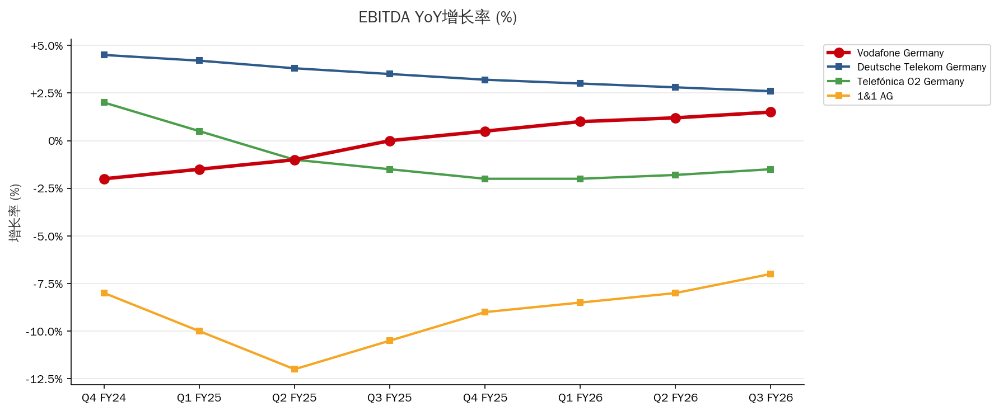 EBITDA YoY增长率 (%)
增长率 (%)
+5.0%
+2.5%
0%
-2.5%
-5.0%
-7.5%
-10.0%
-12.5%
Q4 FY24
Q1 FY25
Q2 FY25
Q3 FY25
Q4 FY25
Q1 FY26
Q2 FY26
Q3 FY26
Vodafone Germany
Deutsche Telekom Germany
Telefónica O2 Germany
1&1 AG